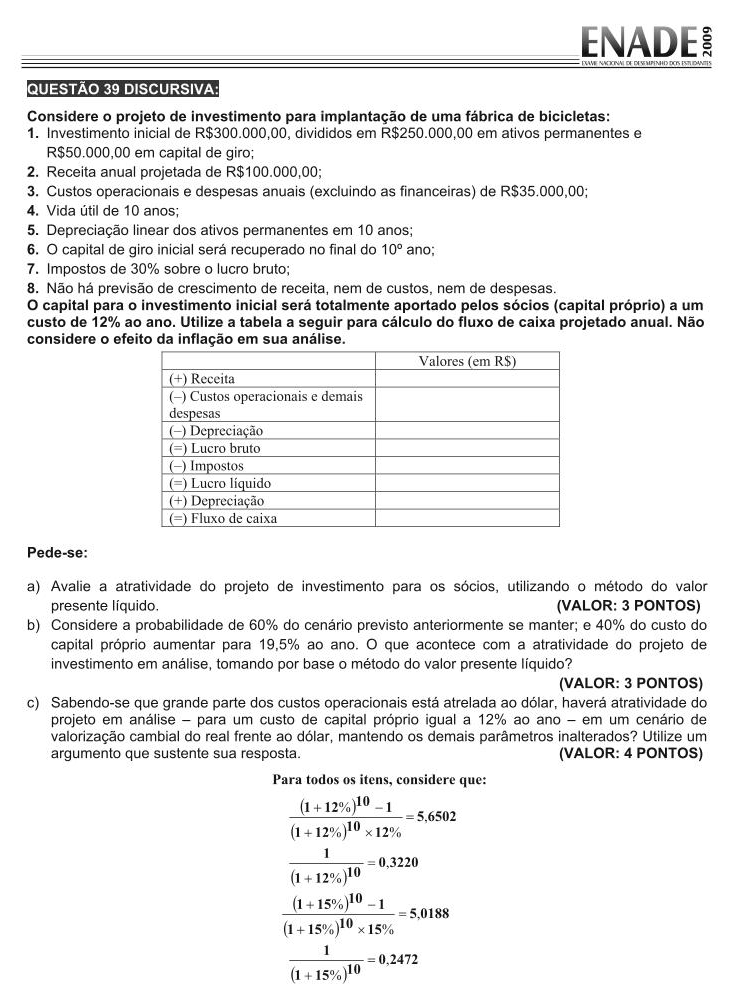 ENADE 2009
EXAME NACIONAL DE DESEMPENHO DOS ESTUDANTES
QUESTÃO 39 DISCURSIVA:
Considere o projeto de investimento para implantação de uma fábrica de bicicletas:
1. Investimento inicial de R$300.000,00, divididos em R$250.000,00 em ativos permanentes e
R$50.000,00 em capital de giro;
2. Receita anual projetada de R$100.000,00;
3. Custos operacionais e despesas anuais (excluindo as financeiras) de R$35.000,00;
4. Vida útil de 10 anos;
5. Depreciação linear dos ativos permanentes em 10 anos;
6. O capital de giro inicial será recuperado no final do 10º ano;
7. Impostos de 30% sobre o lucro bruto;
8. Não há previsão de crescimento de receita, nem de custos, nem de despesas.
O capital para o investimento inicial será totalmente aportado pelos sócios (capital próprio) a um
custo de 12% ao ano. Utilize a tabela a seguir para cálculo do fluxo de caixa projetado anual. Não
considere o efeito da inflação em sua análise.
Valores (em R$)
(+) Receita
(–) Custos operacionais e demais
despesas
(–) Depreciação
(=) Lucro bruto
(–) Impostos
(=) Lucro líquido
(+) Depreciação
(=) Fluxo de caixa
Pede-se:
a) Avalie a atratividade do projeto de investimento para os sócios, utilizando o método do valor
presente líquido. (VALOR: 3 PONTOS)
b) Considere a probabilidade de 60% do cenário previsto anteriormente se manter; e 40% do custo do
capital próprio aumentar para 19,5% ao ano. O que acontece com a atratividade do projeto de
investimento em análise, tomando por base o método do valor presente líquido?
(VALOR: 3 PONTOS)
c) Sabendo-se que grande parte dos custos operacionais está atrelada ao dólar, haverá atratividade do
projeto em análise – para um custo de capital próprio igual a 12% ao ano – em um cenário de
valorização cambial do real frente ao dólar, mantendo os demais parâmetros inalterados? Utilize um
argumento que sustente sua resposta. (VALOR: 4 PONTOS)
Para todos os itens, considere que:
(1 + 12%)10 – 1
(1 + 12%)10 × 12%
= 5,6502
1
(1 + 12%)10
= 0,3220
(1 + 15%)10 – 1
(1 + 15%)10 × 15%
= 5,0188
1
(1 + 15%)10
= 0,2472